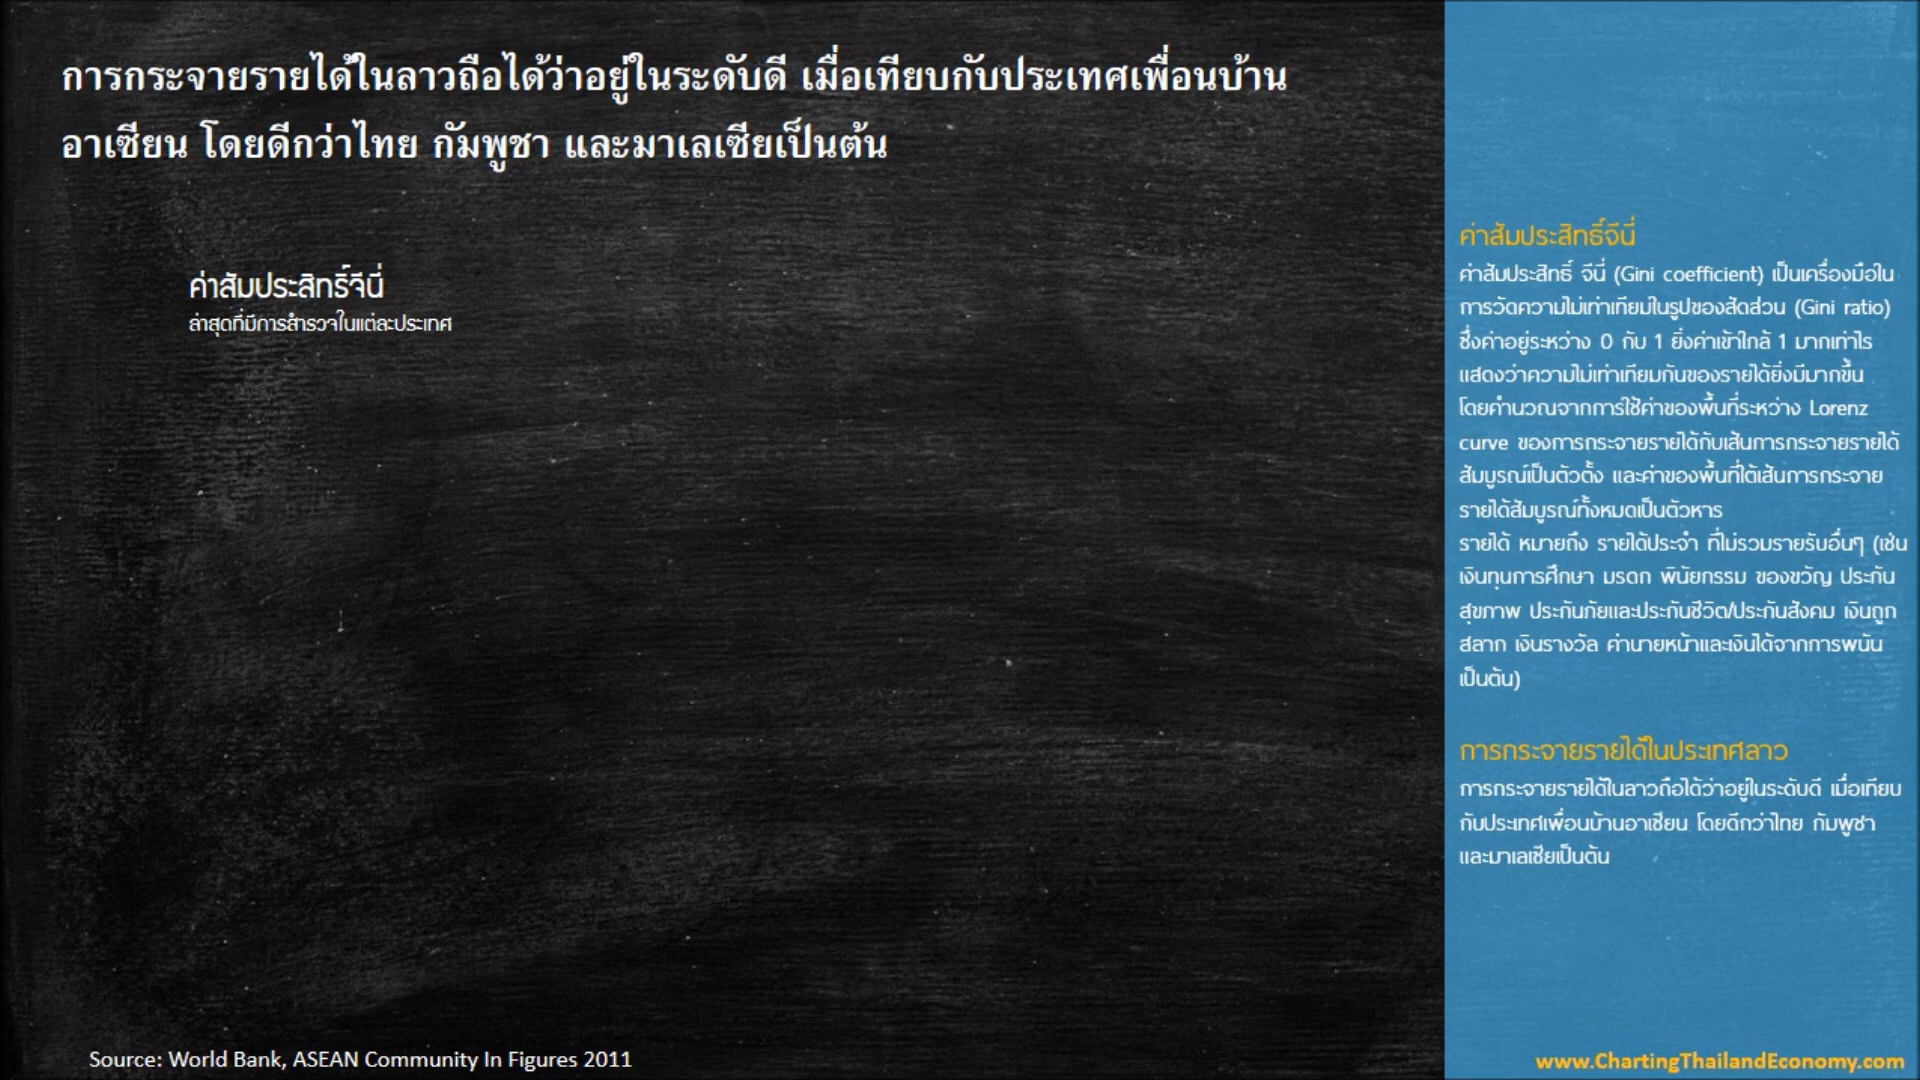 การกระจายรายได้ในลาวถือได้ว่าอยู่ในระดับดี เมื่อเทียบกับประเทศเพื่อนบ้าน
อาเซียน โดยดีกว่าไทย กัมพูชา และมาเลเซียเป็นต้น
ค่าสัมประสิทธิ์จีนี่
ล่าสุดที่มีการสำรวจในแต่ละประเทศ
ค่าสัมประสิทธิ์จีนี่
ค่าสัมประสิทธิ์ จีนี่ (Gini coefficient) เป็นเครื่องมือใน
การวัดความไม่เท่าเทียมในรูปของสัดส่วน (Gini ratio)
ซึ่งค่าอยู่ระหว่าง 0 กับ 1 ยิ่งค่าเข้าใกล้ 1 มากเท่าไร
แสดงว่าความไม่เท่าเทียมกันของรายได้ยิ่งมีมากขึ้น
โดยคำนวณจากการใช้ค่าของพื้นที่ระหว่าง Lorenz
curve ของการกระจายรายได้กับเส้นการกระจายรายได้
สัมบูรณ์เป็นตัวตั้ง และค่าของพื้นที่ใต้เส้นการกระจาย
รายได้สัมบูรณ์ทั้งหมดเป็นตัวหาร
รายได้ หมายถึง รายได้ประจำ ที่ไม่รวมรายรับอื่นๆ (เช่น
เงินทุนการศึกษา มรดก พินัยกรรม ของขวัญ ประกัน
สุขภาพ ประกันภัยและประกันชีวิต/ประกันสังคม เงินถูก
สลาก เงินรางวัล ค่านายหน้าและเงินได้จากการพนัน
เป็นต้น)
การกระจายรายได้ในประเทศลาว
การกระจายรายได้ในลาวถือได้ว่าอยู่ในระดับดี เมื่อเทียบ
กับประเทศเพื่อนบ้านอาเซียน โดยดีกว่าไทย กัมพูชา
และมาเลเซียเป็นต้น
Source: World Bank, ASEAN Community In Figures 2011
www.ChartingThailandEconomy.com